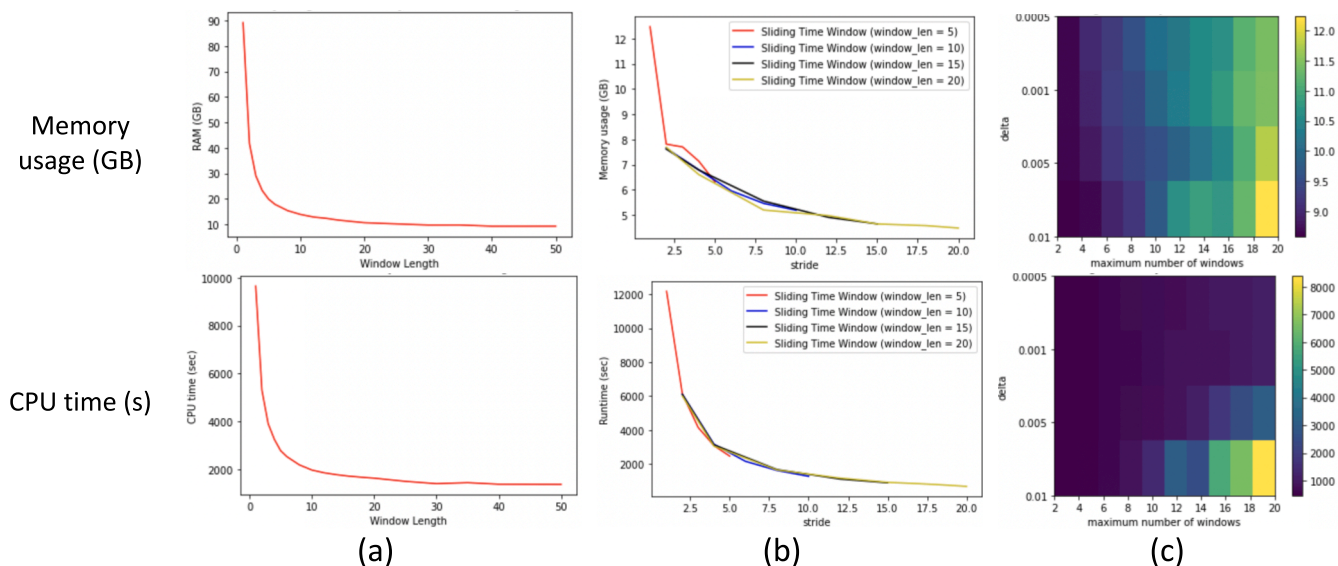 Memory
usage (GB)
90
80
70
60
50
40
30
20
10
RAM (GB)
0 10 20 30 40 50
Window Length
12
11
10
9
8
7
6
5
Memory usage (GB)
Sliding Time Window (window_len = 5)
Sliding Time Window (window_len = 10)
Sliding Time Window (window_len = 15)
Sliding Time Window (window_len = 20)
2.5 5.0 7.5 10.0 12.5 15.0 17.5 20.0
stride
0.0005
0.001
0.005
0.01
delta
2 4 6 8 10 12 14 16 18 20
maximum number of windows
12.0
11.5
11.0
10.5
10.0
9.5
9.0
CPU time (s)
10000
8000
6000
4000
2000
CPU time (sec)
0 10 20 30 40 50
Window Length
12000
10000
8000
6000
4000
2000
Runtime (sec)
Sliding Time Window (window_len = 5)
Sliding Time Window (window_len = 10)
Sliding Time Window (window_len = 15)
Sliding Time Window (window_len = 20)
2.5 5.0 7.5 10.0 12.5 15.0 17.5 20.0
stride
0.0005
0.001
0.005
0.01
delta
2 4 6 8 10 12 14 16 18 20
maximum number of windows
8000
7000
6000
5000
4000
3000
2000
1000
(a) (b) (c)